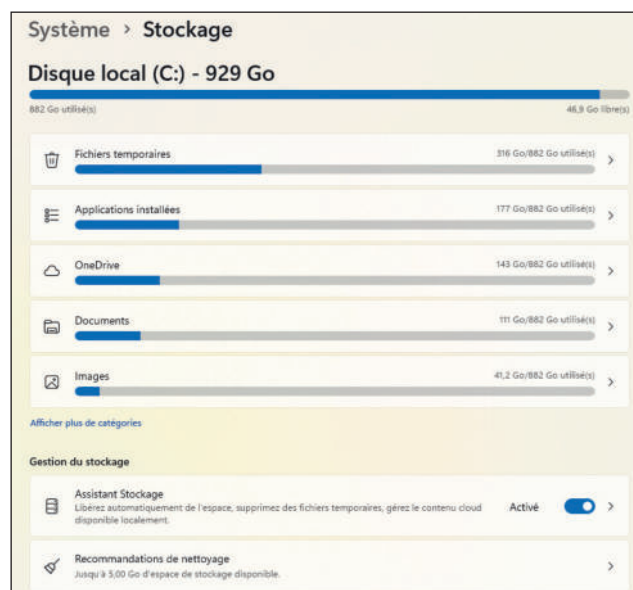 Système > Stockage
Disque local (C:) - 929 Go
882 Go utilisé(s) 46,9 Go libre(s)
Fichiers temporaires 316 Go/882 Go utilisé(s)
Applications installées 177 Go/882 Go utilisé(s)
OneDrive 143 Go/882 Go utilisé(s)
Documents 111 Go/882 Go utilisé(s)
Images 41,2 Go/882 Go utilisé(s)
Afficher plus de catégories
Gestion du stockage
Assistant Stockage
Libérez automatiquement de l'espace, supprimez des fichiers temporaires, gérez le contenu cloud Activé
disponible localement.
Recommandations de nettoyage
Jusqu'à 5,00 Go d'espace de stockage disponible.